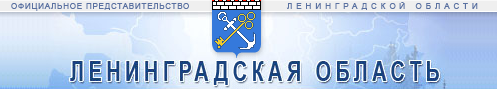 ОФИЦИАЛЬНОЕ ПРЕДСТАВИТЕЛЬСТВО ЛЕНИНГРАДСКОЙ ОБЛАСТИ
ЛЕНИНГРАДСКАЯ ОБЛАСТЬ